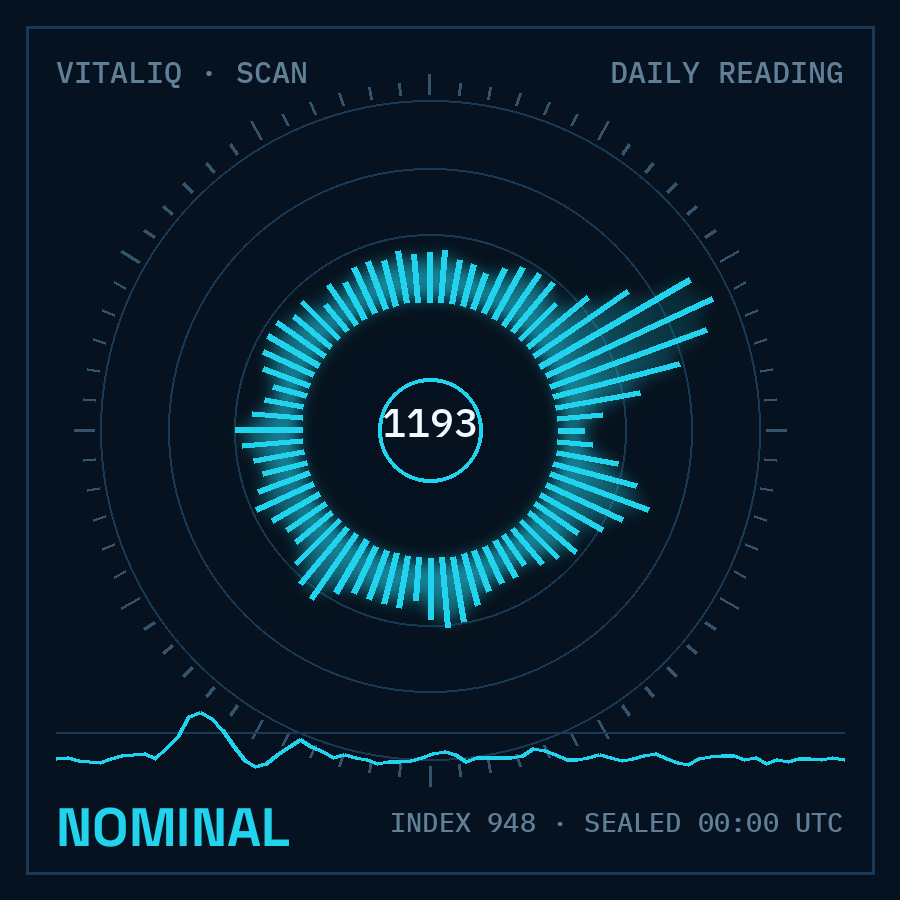 VITALIQ · SCAN
DAILY READING
1193
NOMINAL
INDEX 948 · SEALED 00:00 UTC